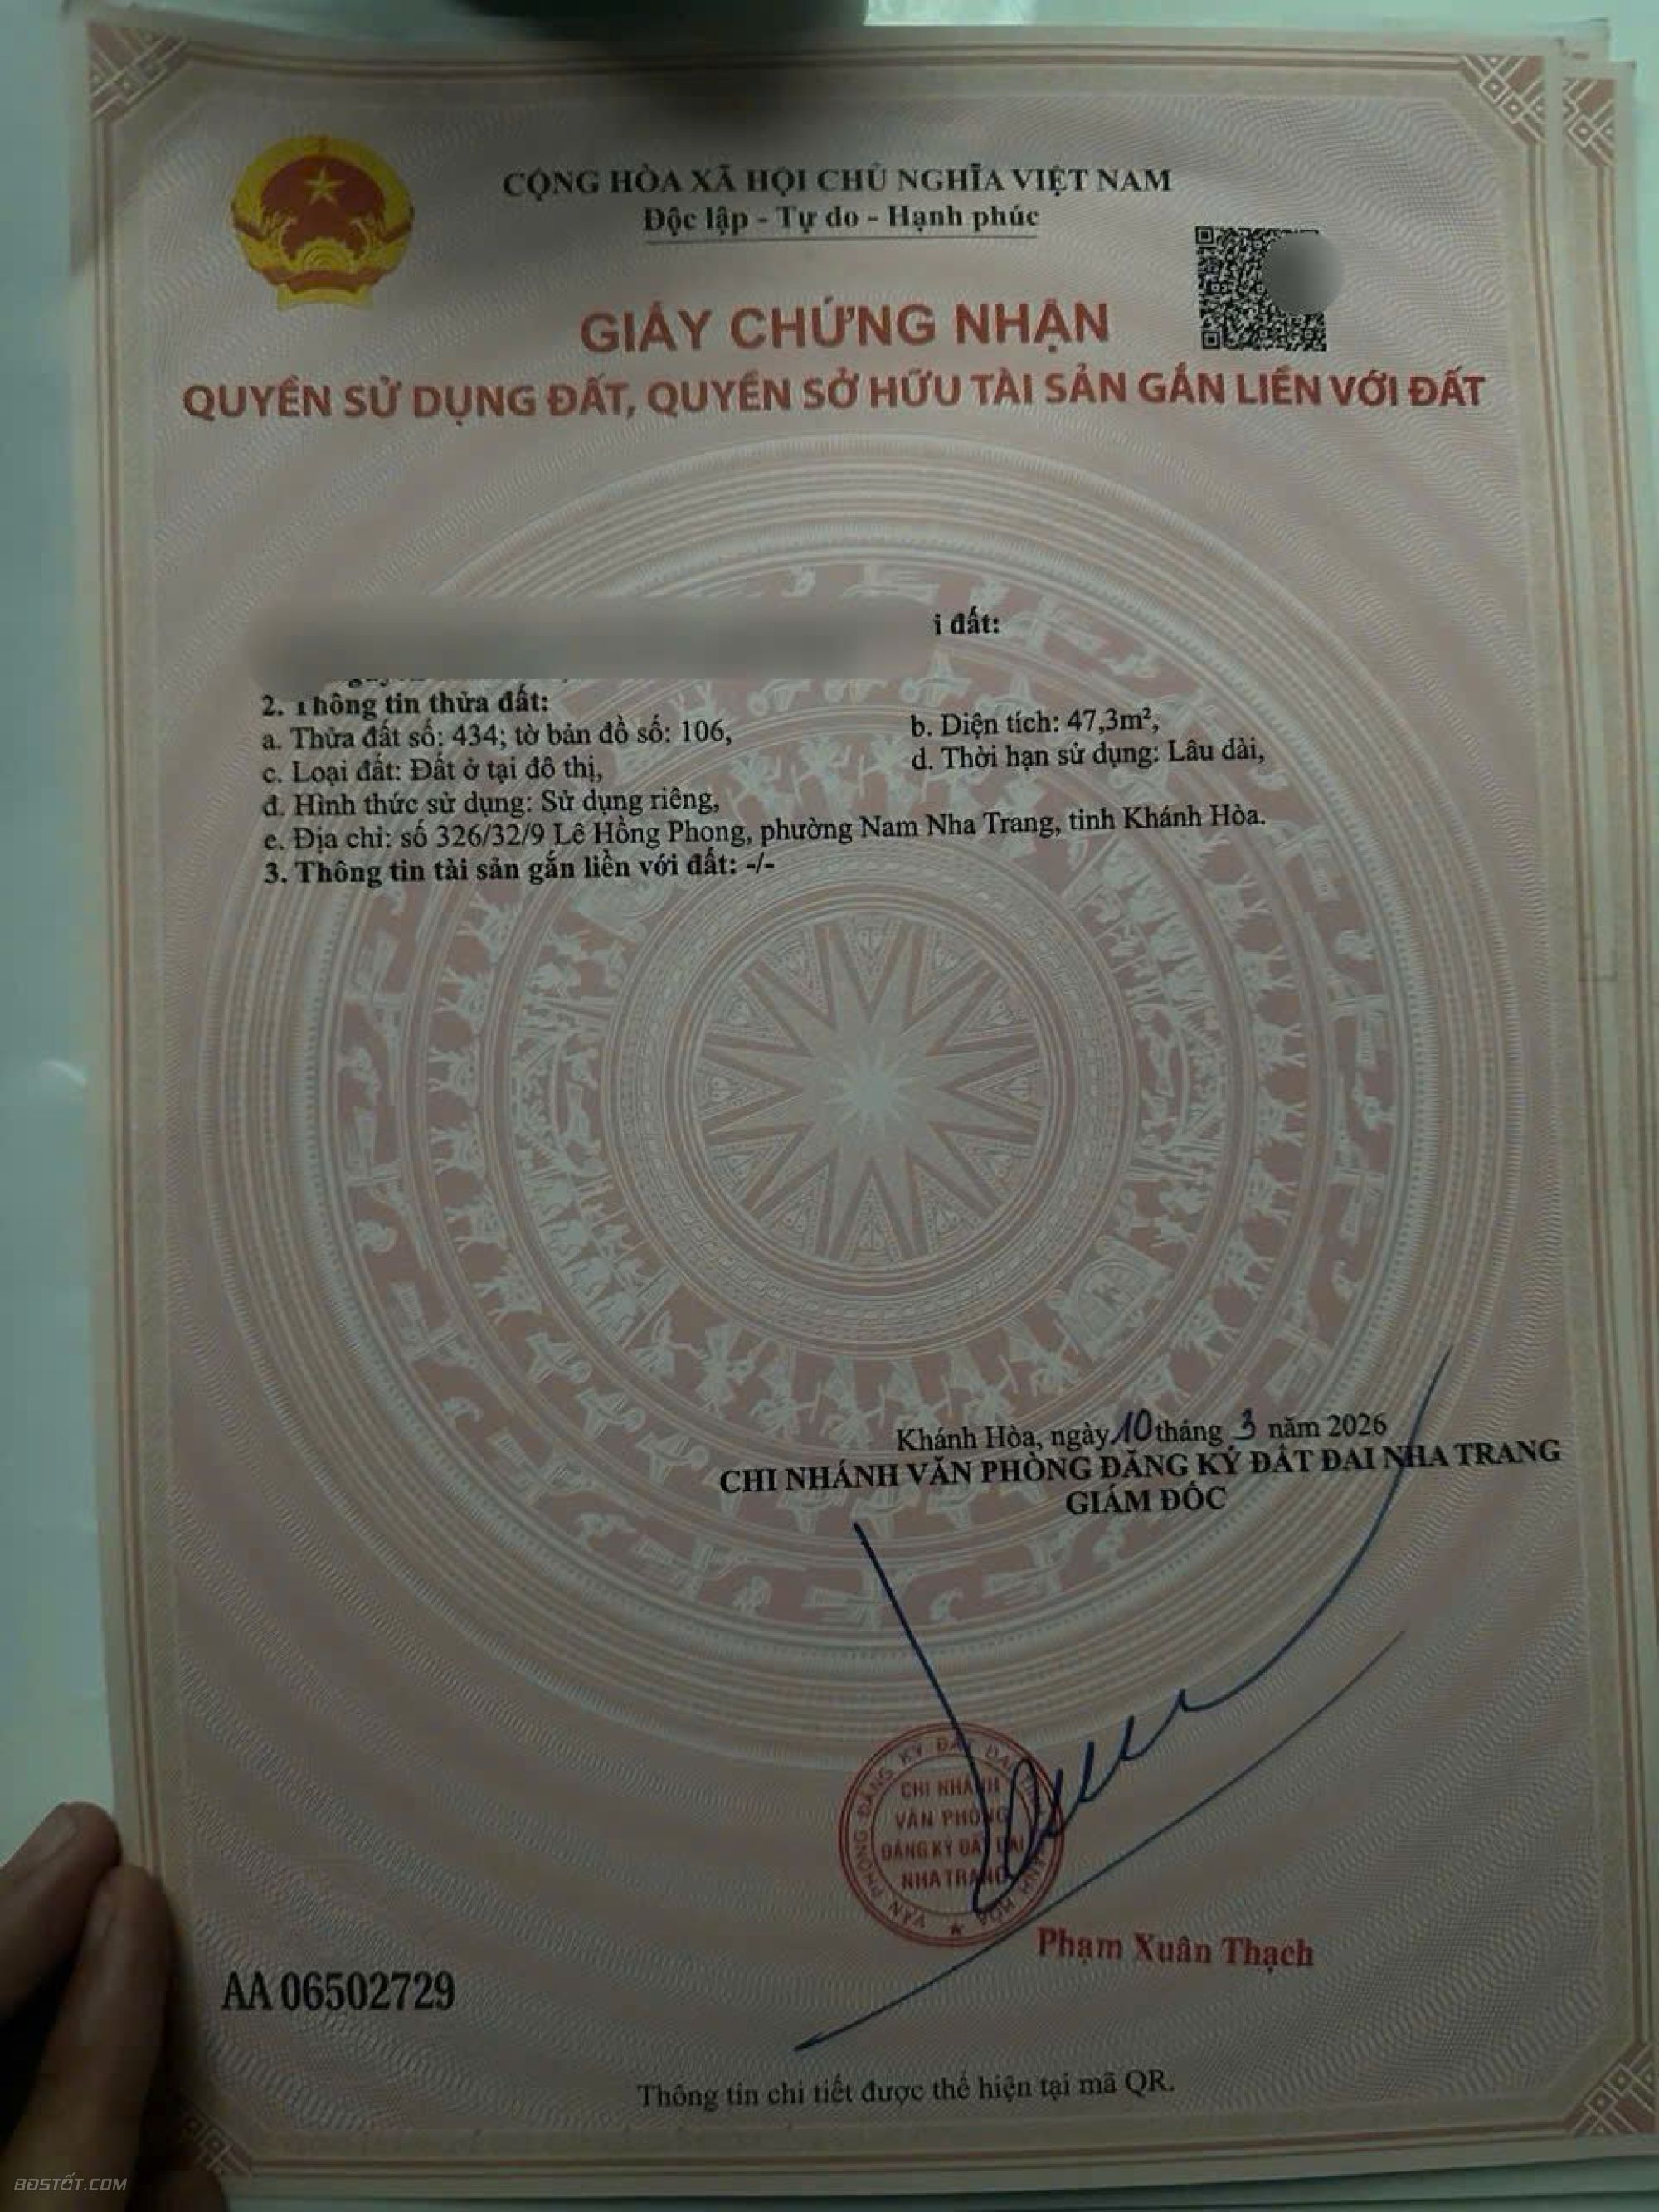 CỘNG HÒA XÃ HỘI CHỦ NGHĨA VIỆT NAM
Độc lập - Tự do - Hạnh phúc
GIẤY CHỨNG NHẬN
QUYỀN SỬ DỤNG ĐẤT, QUYỀN SỞ HỮU TÀI SẢN GẮN LIỀN VỚI ĐẤT
i đất:
2. Thông tin thửa đất:
a. Thửa đất số: 434; tờ bản đồ số: 106, b. Diện tích: 47,3m²,
c. Loại đất: Đất ở tại đô thị, d. Thời hạn sử dụng: Lâu dài,
đ. Hình thức sử dụng: Sử dụng riêng,
e. Địa chỉ: số 326/32/9 Lê Hồng Phong, phường Nam Nha Trang, tỉnh Khánh Hòa.
3. Thông tin tài sản gắn liền với đất: -/-
Khánh Hòa, ngày 10 tháng 3 năm 2026
CHI NHÁNH VĂN PHÒNG ĐĂNG KÝ ĐẤT ĐAI NHA TRANG
GIÁM ĐỐC
CHI NHÁNH
VĂN PHÒNG
ĐĂNG KÝ ĐẤT ĐAI
NHA TRANG
Phạm Xuân Thạch
AA 06502729
Thông tin chi tiết được thể hiện tại mã QR.
BĐSTỐT.COM